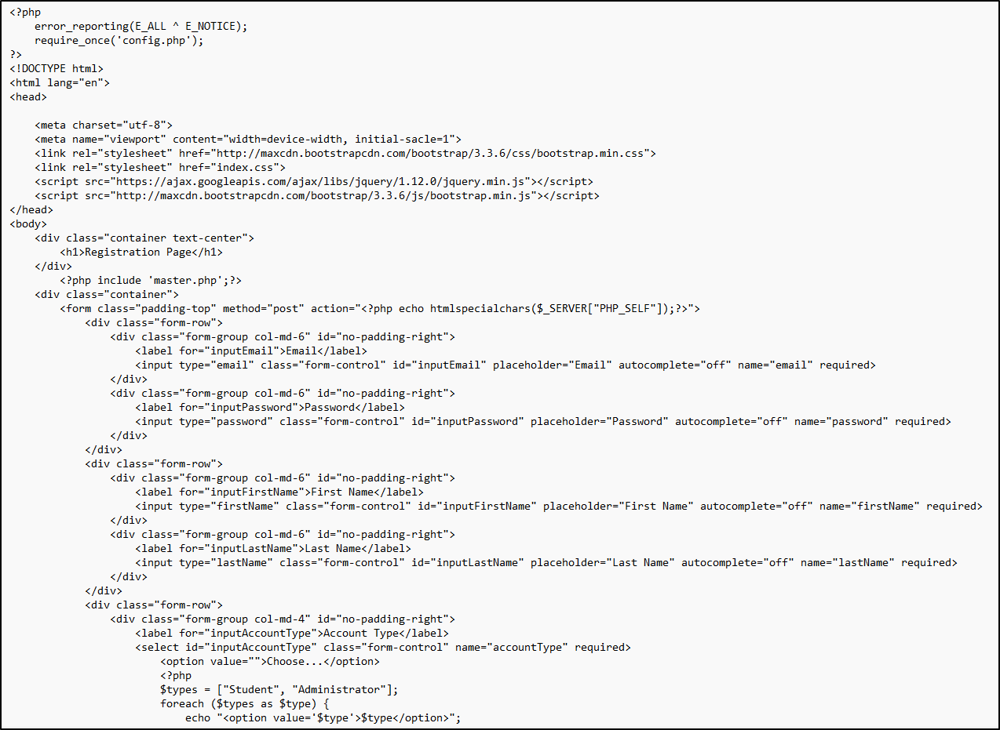 <?php
    error_reporting(E_ALL ^ E_NOTICE);
    require_once('config.php');
?>
<!DOCTYPE html>
<html lang="en">
<head>

    <meta charset="utf-8">
    <meta name="viewport" content="width=device-width, initial-sacle=1">
    <link rel="stylesheet" href="http://maxcdn.bootstrapcdn.com/bootstrap/3.3.6/css/bootstrap.min.css">
    <link rel="stylesheet" href="index.css">
    <script src="https://ajax.googleapis.com/ajax/libs/jquery/1.12.0/jquery.min.js"></script>
    <script src="http://maxcdn.bootstrapcdn.com/bootstrap/3.3.6/js/bootstrap.min.js"></script>
</head>
<body>
    <div class="container text-center">
        <h1>Registration Page</h1>
    </div>
        <?php include 'master.php';?>
    <div class="container">
        <form class="padding-top" method="post" action="<?php echo htmlspecialchars($_SERVER["PHP_SELF"]);?>">
            <div class="form-row">
                <div class="form-group col-md-6" id="no-padding-right">
                    <label for="inputEmail">Email</label>
                    <input type="email" class="form-control" id="inputEmail" placeholder="Email" autocomplete="off" name="email" required>
                </div>
                <div class="form-group col-md-6" id="no-padding-right">
                    <label for="inputPassword">Password</label>
                    <input type="password" class="form-control" id="inputPassword" placeholder="Password" autocomplete="off" name="password" required>
                </div>
            </div>
            <div class="form-row">
                <div class="form-group col-md-6" id="no-padding-right">
                    <label for="inputFirstName">First Name</label>
                    <input type="firstName" class="form-control" id="inputFirstName" placeholder="First Name" autocomplete="off" name="firstName" required>
                </div>
                <div class="form-group col-md-6" id="no-padding-right">
                    <label for="inputLastName">Last Name</label>
                    <input type="lastName" class="form-control" id="inputLastName" placeholder="Last Name" autocomplete="off" name="lastName" required>
                </div>
            </div>
            <div class="form-row">
                <div class="form-group col-md-4" id="no-padding-right">
                    <label for="inputAccountType">Account Type</label>
                    <select id="inputAccountType" class="form-control" name="accountType" required>
                        <option value="">Choose...</option>
                        <?php
                        $types = ["Student", "Administrator"];
                        foreach ($types as $type) {
                            echo "<option value='$type'>$type</option>";